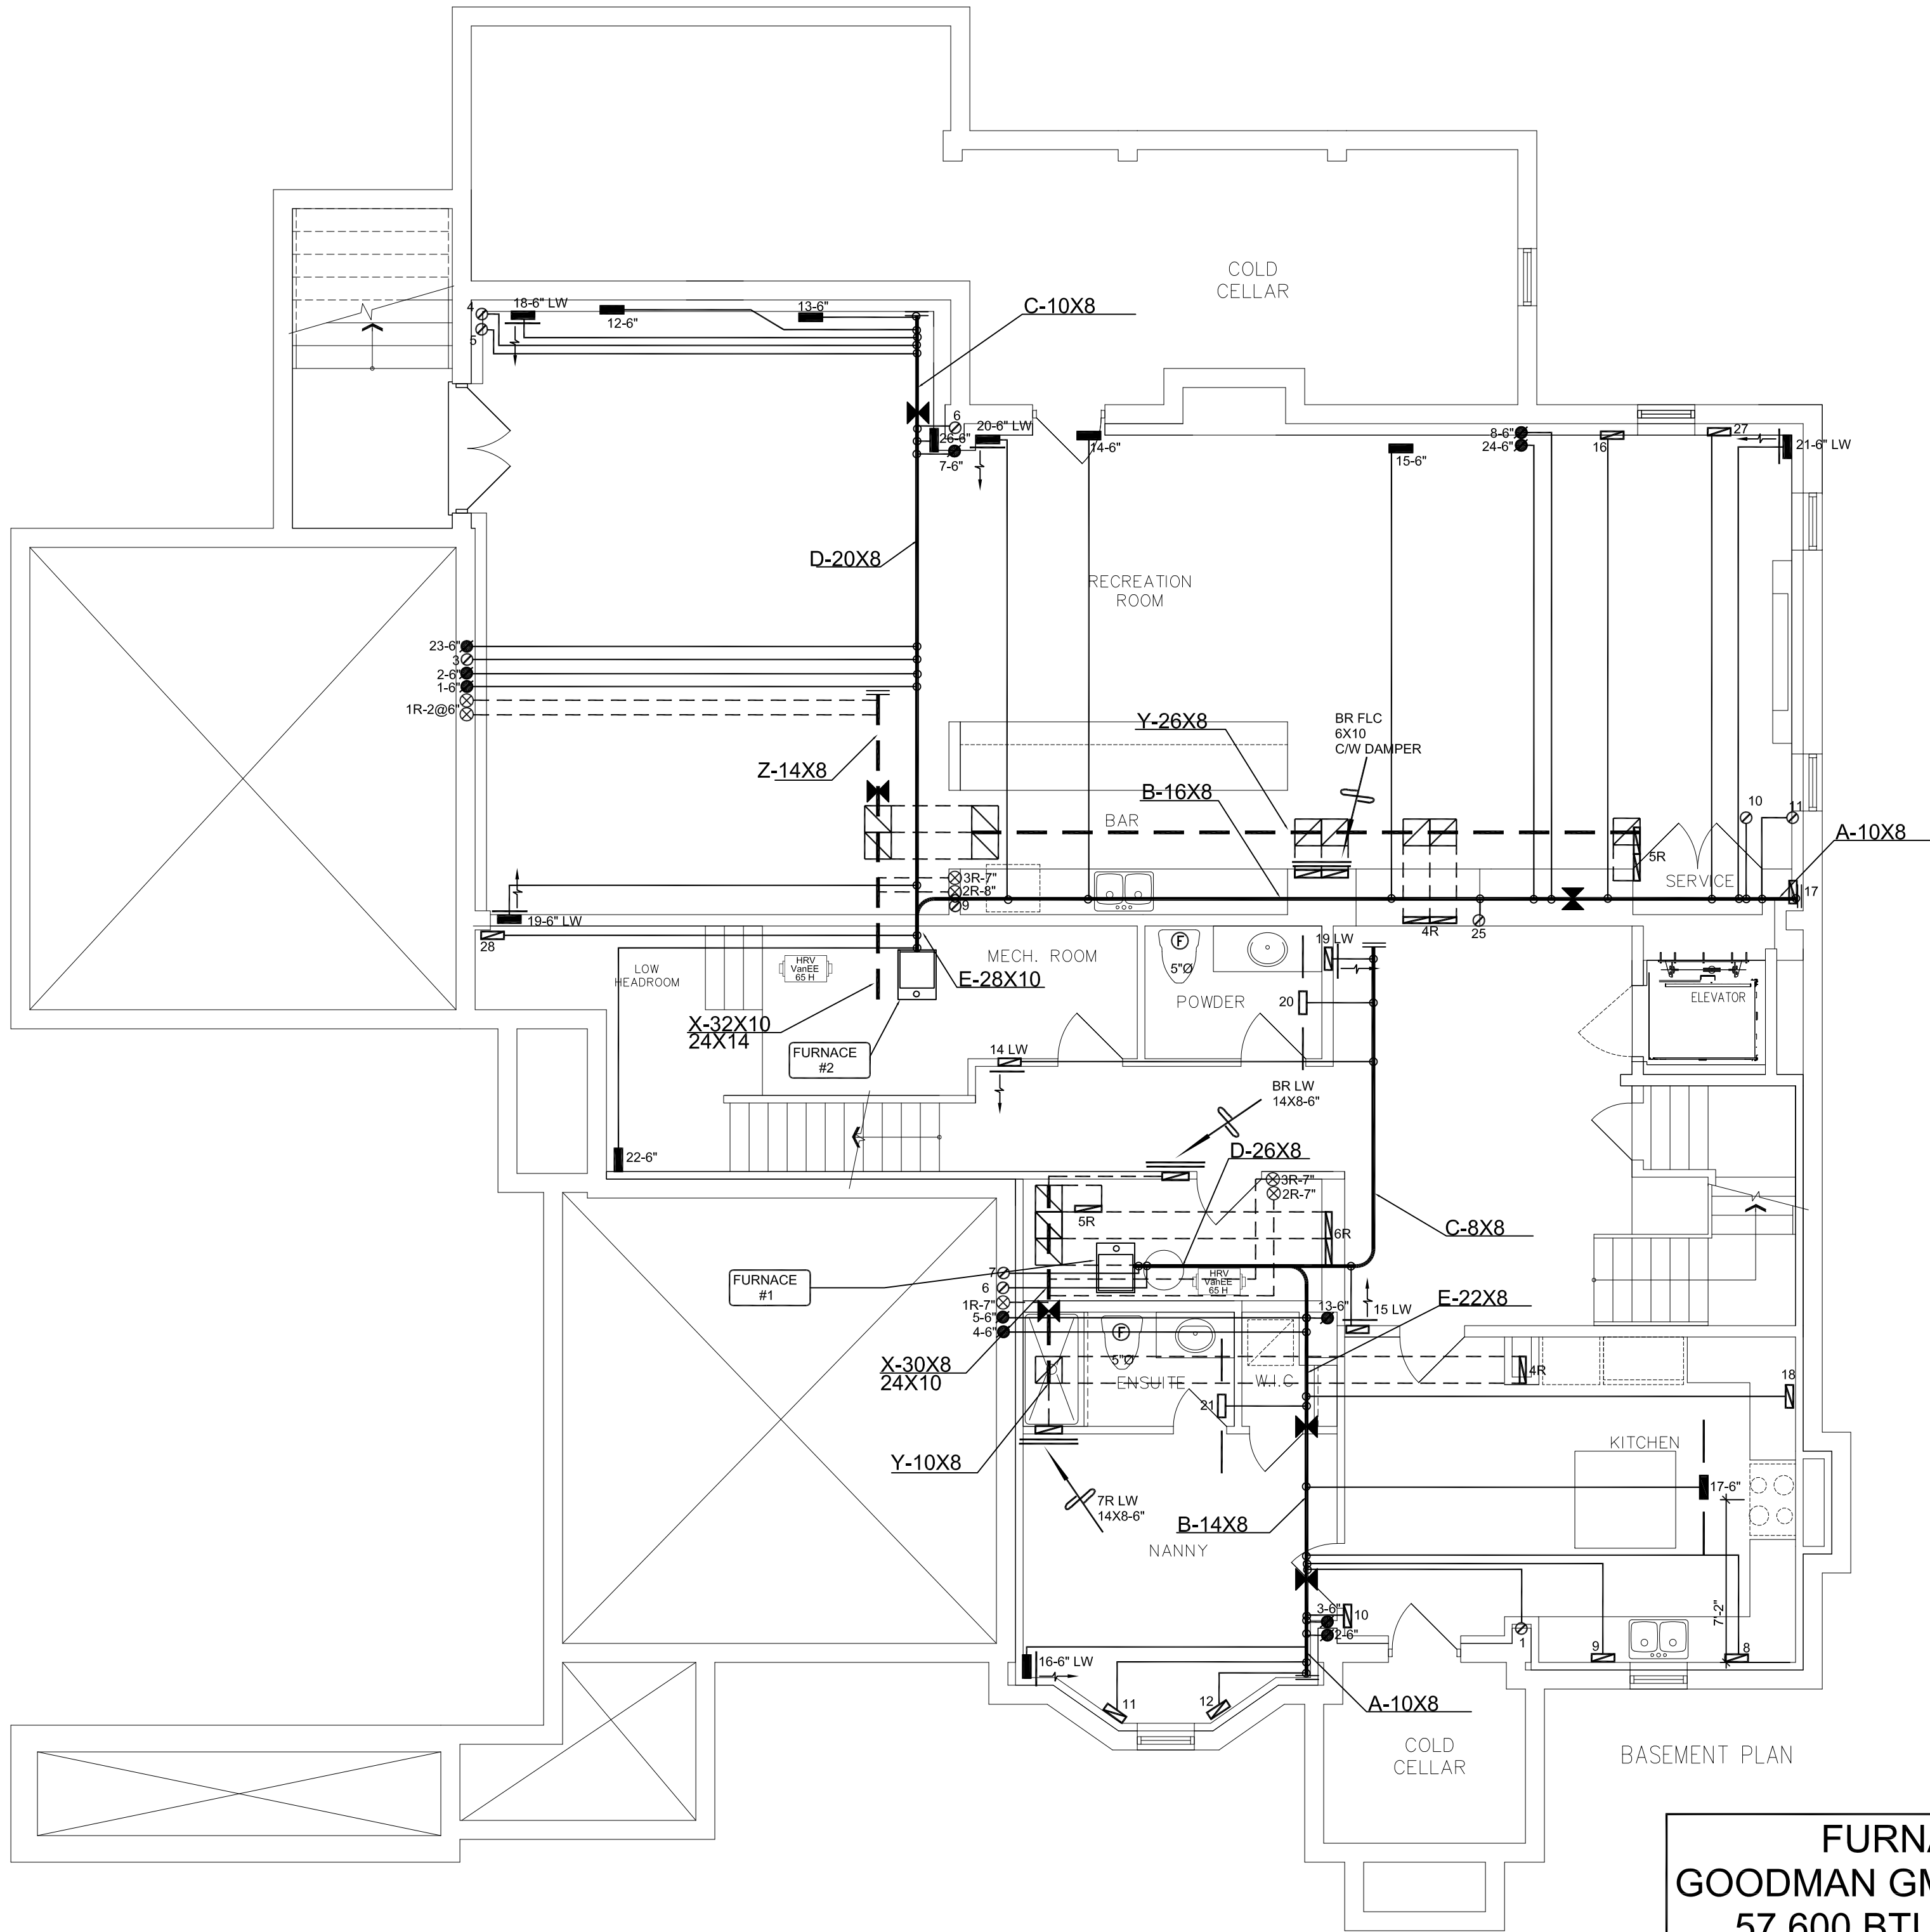 COLD
CELLAR
C-10X8
4
18-6" LW
12-6"
13-6"
5
6
26-6"
20-6" LW
7-6"
14-6"
15-6"
8-6"
24-6"
16
27
21-6" LW
D-20X8
RECREATION
ROOM
23-6"
3
2-6"
1-6"
1R-2@6"
Z-14X8
Y-26X8
BR FLC
6X10
C/W DAMPER
B-16X8
BAR
10
11
A-10X8
5R
SERVICE
17
3R-7"
2R-8"
9
4R
25
19-6" LW
28
LOW
HEADROOM
HRV
VanEE
65 H
MECH. ROOM
E-28X10
F
5"Ø
POWDER
19 LW
20
ELEVATOR
X-32X10
24X14
FURNACE
#2
14 LW
BR LW
14X8-6"
D-26X8
22-6"
3R-7"
2R-7"
5R
6R
C-8X8
FURNACE
#1
7
6
1R-7"
5-6"
4-6"
HRV
VanEE
65 H
13-6"
15 LW
E-22X8
X-30X8
24X10
F
5"Ø
ENSUITE
W.I.C
4R
18
21
KITCHEN
Y-10X8
7R LW
14X8-6"
17-6"
B-14X8
NANNY
3-6"
2-6"
10
1
9
8
7'-2"
16-6" LW
11
12
A-10X8
COLD
CELLAR
BASEMENT PLAN
FURNA
GOODMAN GM
57,600 BTU